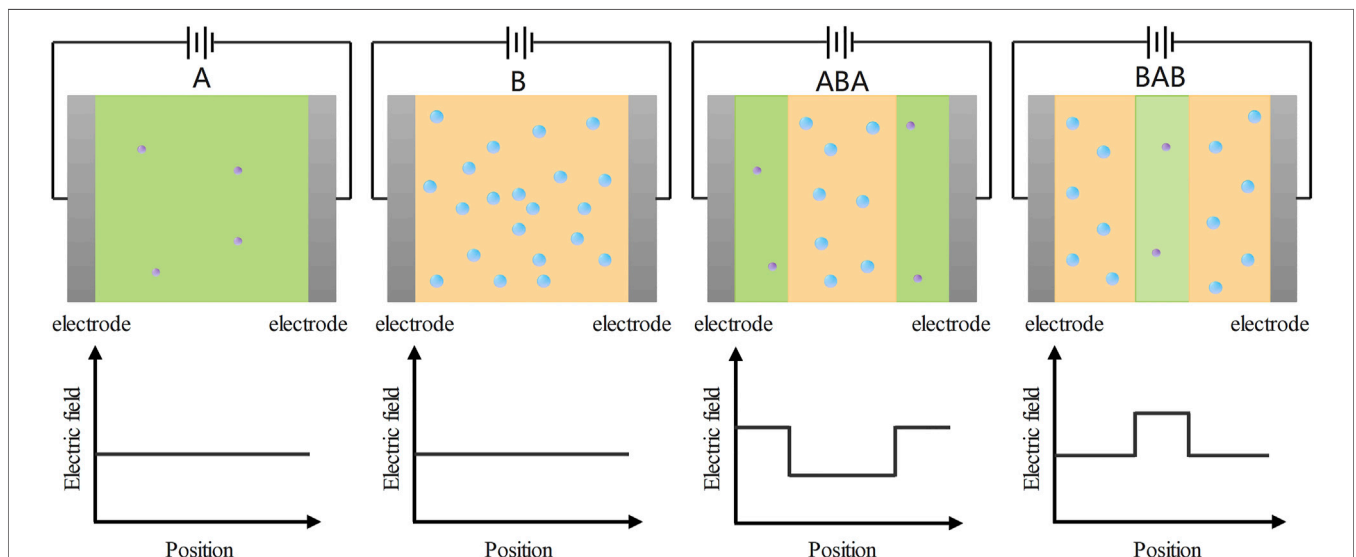 A
B
ABA
BAB
electrode
electrode
electrode
electrode
electrode
electrode
electrode
electrode
Electric field
Electric field
Electric field
Electric field
Position
Position
Position
Position